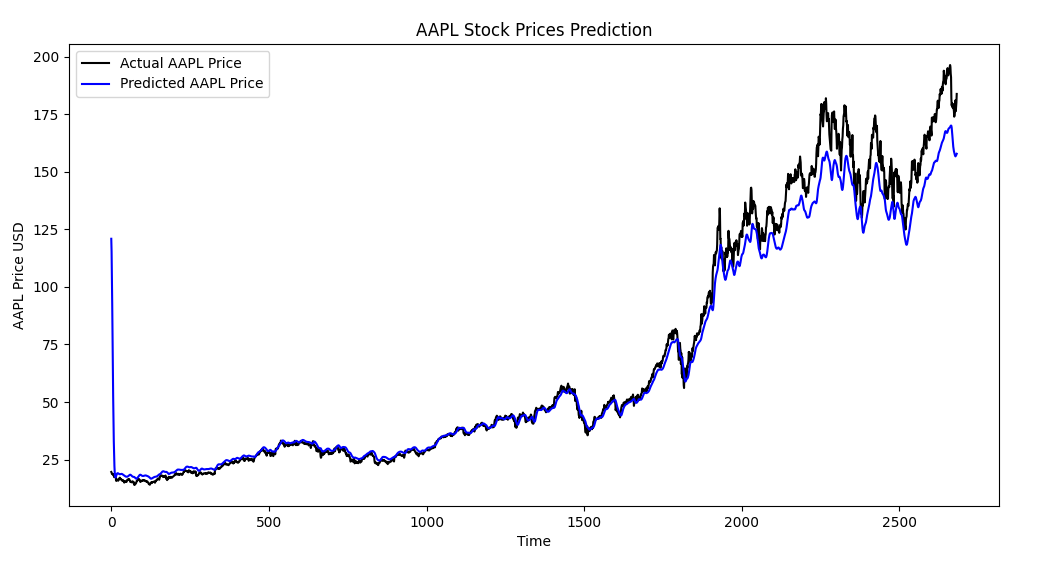 AAPL Stock Prices Prediction
Actual AAPL Price
Predicted AAPL Price
AAPL Price USD
200
175
150
125
100
75
50
25
0 500 1000 1500 2000 2500
Time